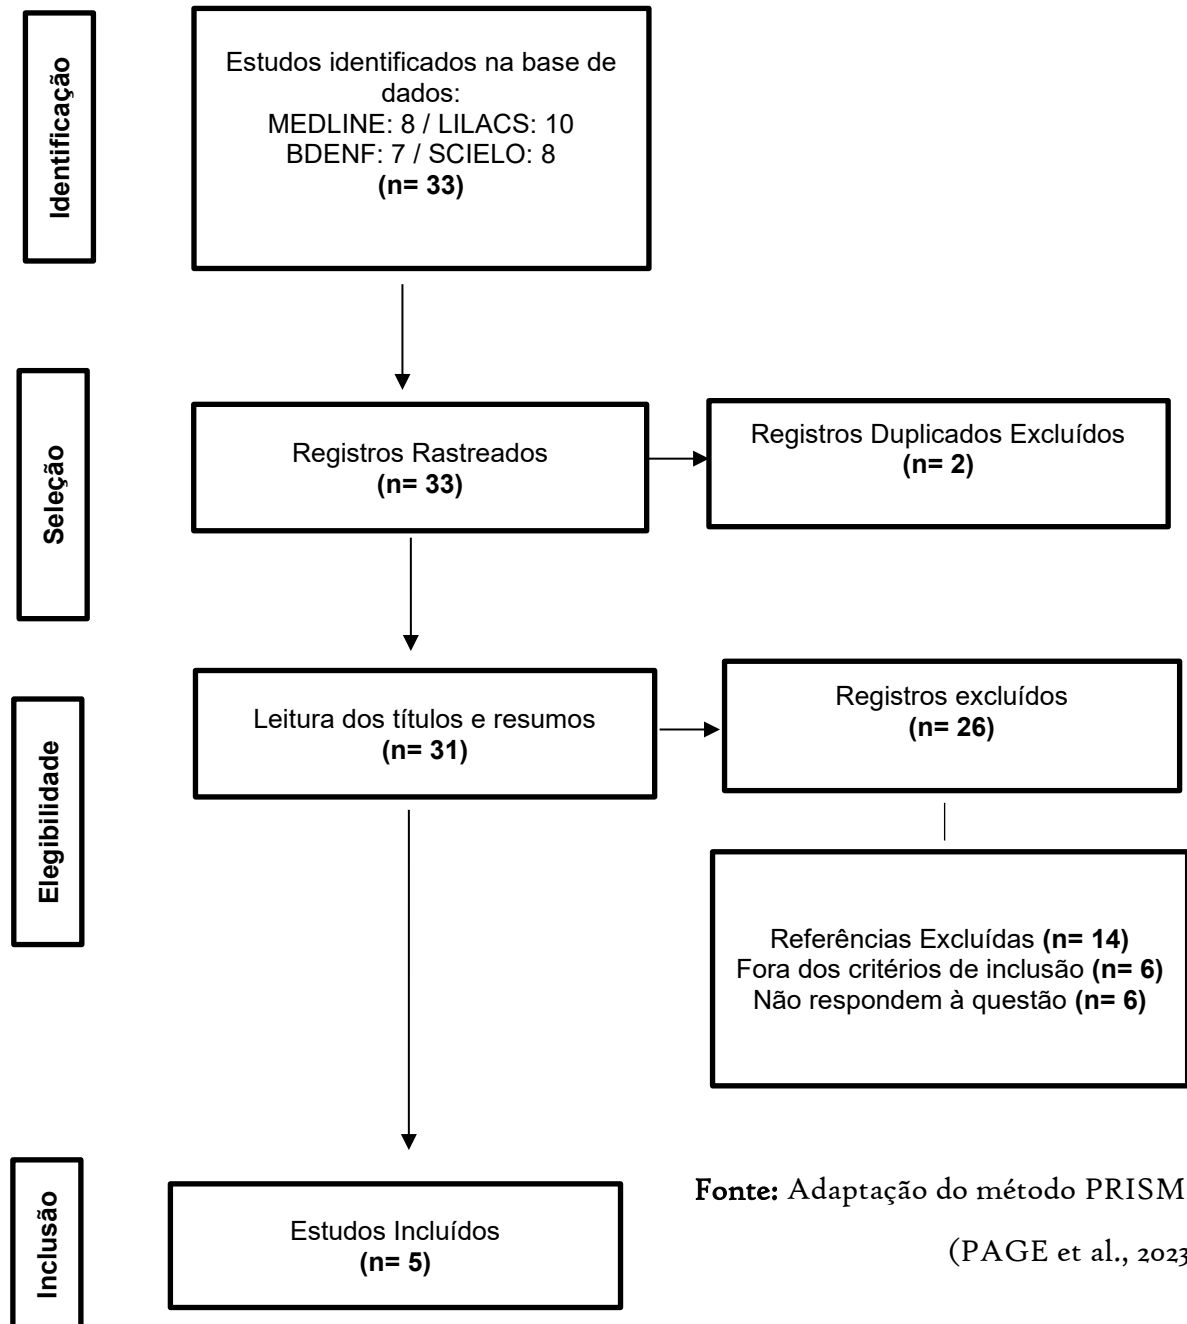 Identificação
Estudos identificados na base de
dados:
MEDLINE: 8 / LILACS: 10
BDENF: 7 / SCIELO: 8
(n= 33)
Seleção
Registros Rastreados
(n= 33)
Registros Duplicados Excluídos
(n= 2)
Elegibilidade
Leitura dos títulos e resumos
(n= 31)
Registros excluídos
(n= 26)
Referências Excluídas (n= 14)
Fora dos critérios de inclusão (n= 6)
Não respondem à questão (n= 6)
Inclusão
Estudos Incluídos
(n= 5)
Fonte: Adaptação do método PRISM
(PAGE et al., 2023